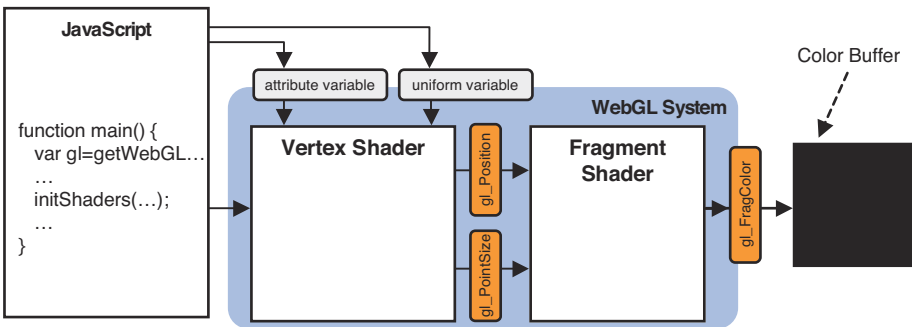 JavaScript
function main() {
var gl=getWebGL…
…
initShaders(…);
…
}
attribute variable
uniform variable
WebGL System
Vertex Shader
gl_Position
gl_PointSize
Fragment
Shader
gl_FragColor
Color Buffer